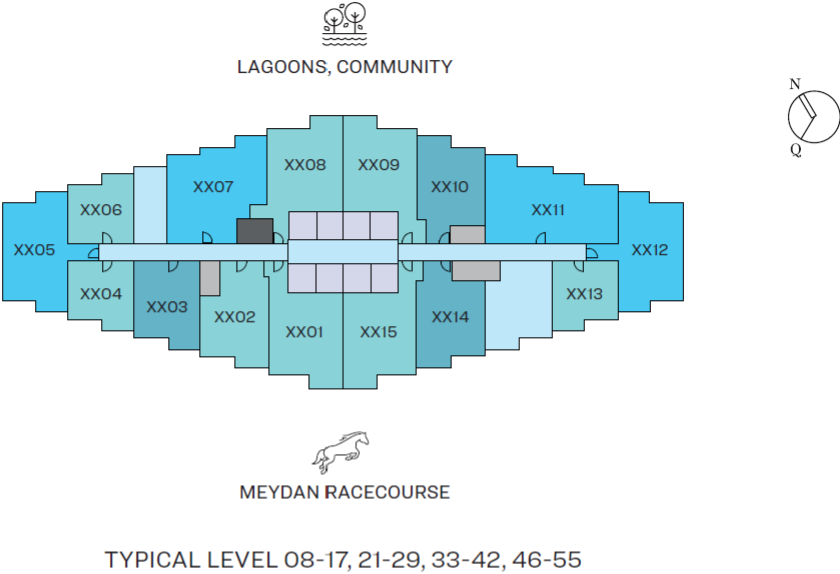 LAGOONS, COMMUNITY
N
Q
XX08 XX09
XX07 XX10
XX06 XX11
XX05 XX12
XX04 XX13
XX03
XX02 XX14
XX01 XX15
MEYDAN RACECOURSE
TYPICAL LEVEL 08-17, 21-29, 33-42, 46-55